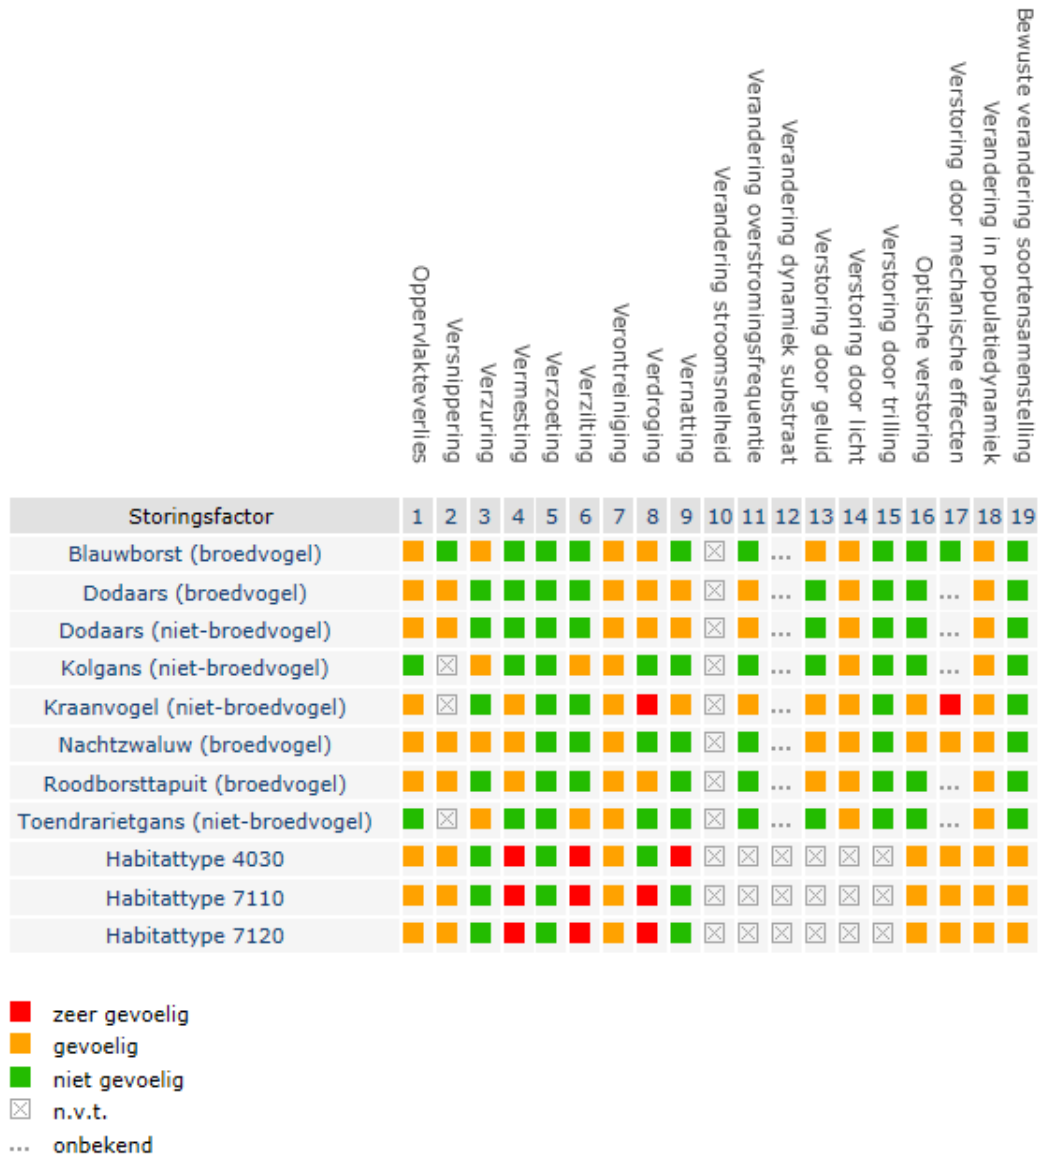 Oppervlakteverlies
Versnippering
Verzuring
Vermesting
Verzoeting
Verzilting
Verontreiniging
Verdroging
Vernatting
Verandering stroomsnelheid
Verandering overstromingsfrequentie
Verandering dynamiek substraat
Verstoring door geluid
Verstoring door licht
Verstoring door trilling
Optische verstoring
Verstoring door mechanische effecten
Verandering in populatiedynamiek
Bewuste verandering soortensamenstelling
Storingsfactor 1 2 3 4 5 6 7 8 9 10 11 12 13 14 15 16 17 18 19
Blauwborst (broedvogel) ...
Dodaars (broedvogel) ... ...
Dodaars (niet-broedvogel) ... ...
Kolgans (niet-broedvogel) ... ...
Kraanvogel (niet-broedvogel) ...
Nachtzwaluw (broedvogel) ...
Roodborsttapuit (broedvogel) ... ...
Toendrarietgans (niet-broedvogel) ... ...
Habitattype 4030
Habitattype 7110
Habitattype 7120
zeer gevoelig
gevoelig
niet gevoelig
n.v.t.
... onbekend